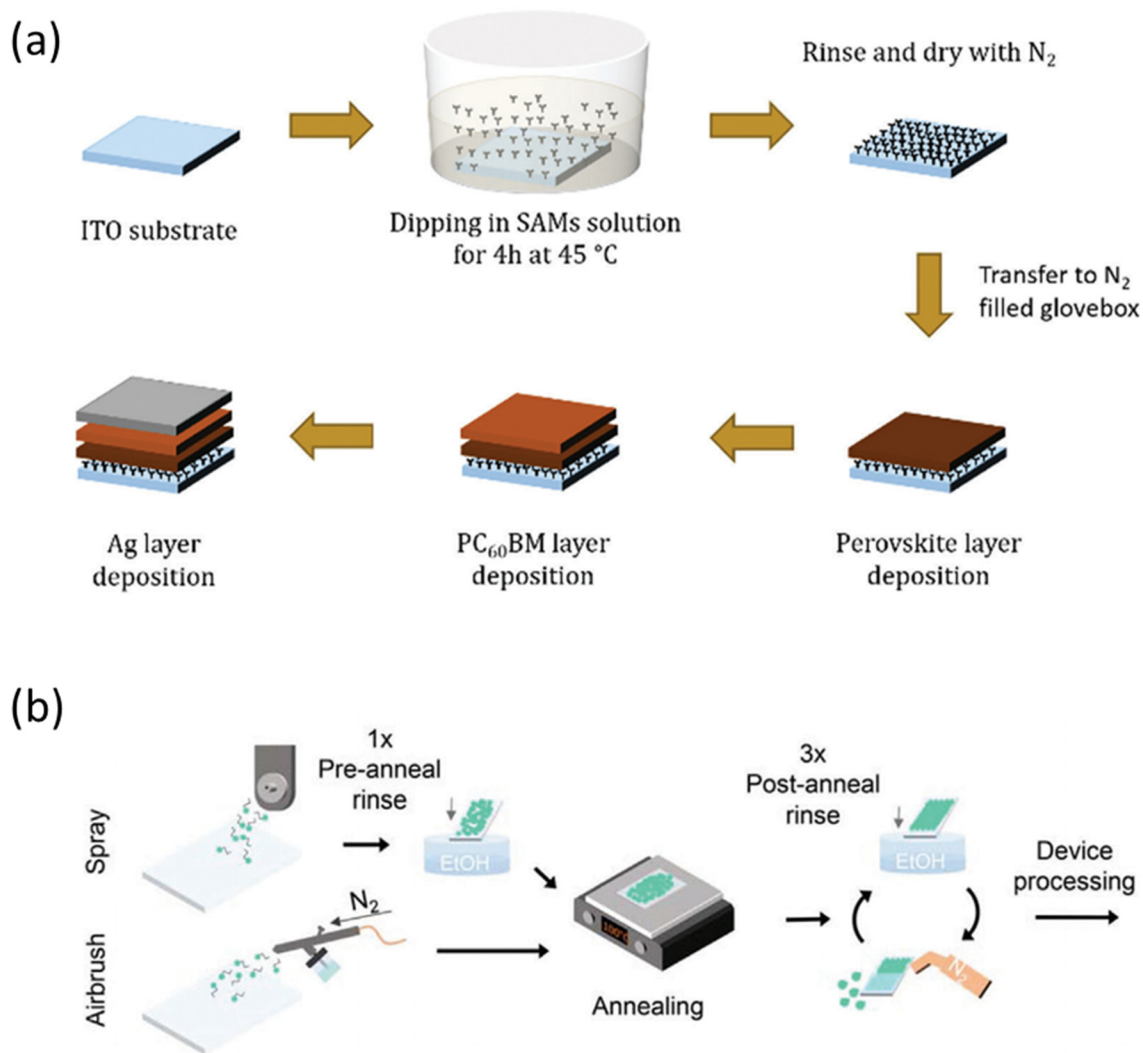 (a)
ITO substrate
Dipping in SAMs solution
for 4h at 45 °C
Rinse and dry with N₂
Transfer to N₂
filled glovebox
Ag layer
deposition
PC₆₀BM layer
deposition
Perovskite layer
deposition
(b)
Spray
1x
Pre-anneal
rinse
EtOH
Airbrush
N₂
100°C
Annealing
3x
Post-anneal
rinse
EtOH
N₂
Device
processing